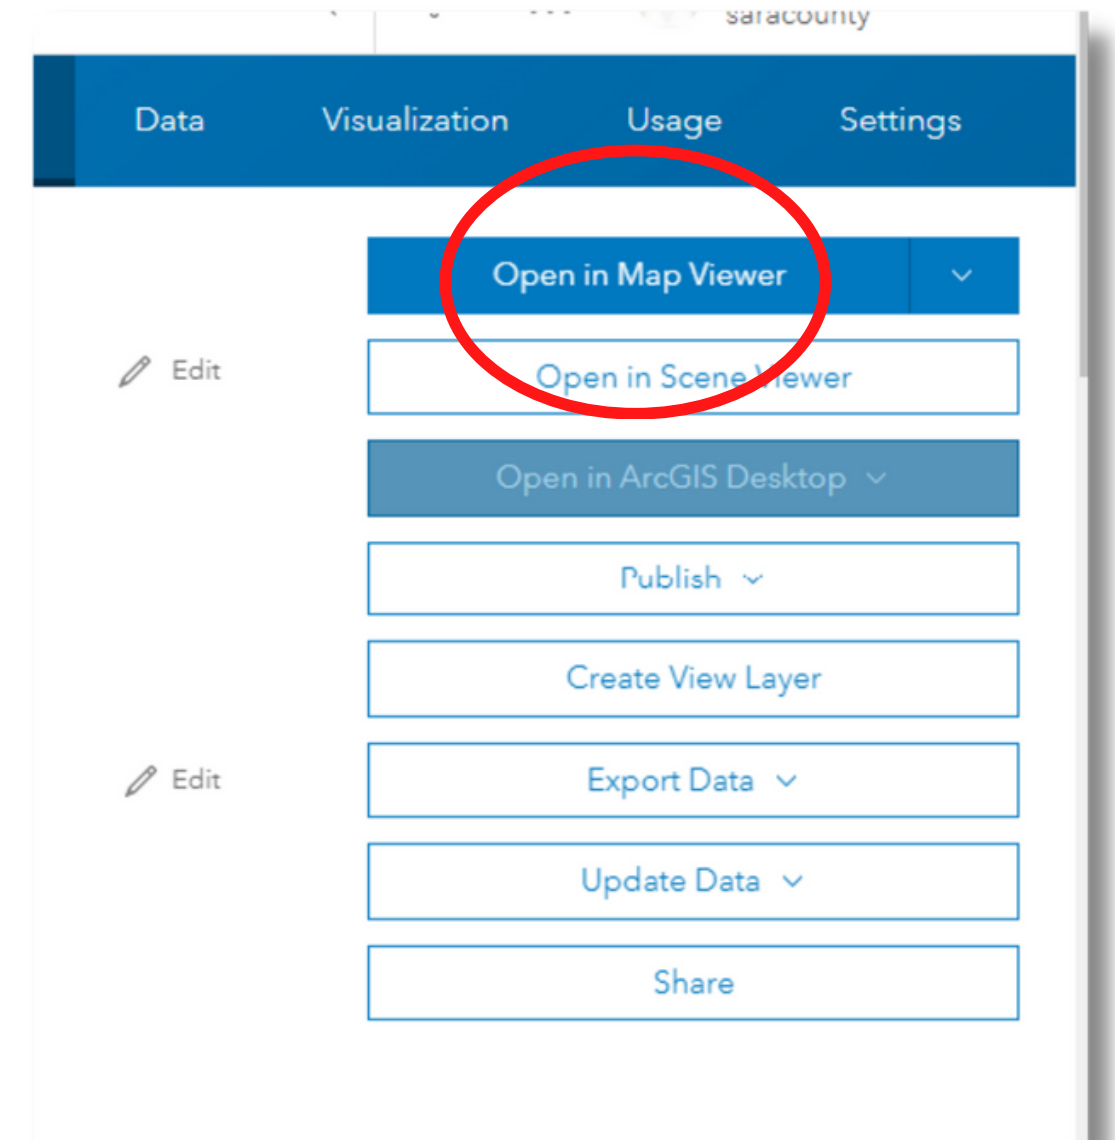 saracounty
Data Visualization Usage Settings
Open in Map Viewer
Edit
Open in Scene Viewer
Open in ArcGIS Desktop
Publish
Create View Layer
Edit
Export Data
Update Data
Share